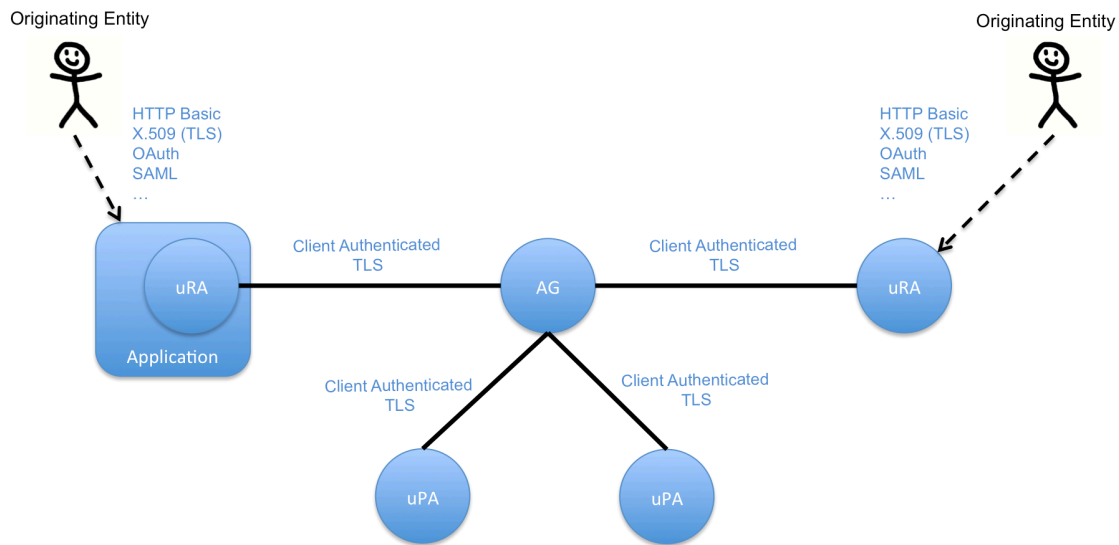 Originating Entity
Originating Entity
HTTP Basic
X.509 (TLS)
OAuth
SAML
…
HTTP Basic
X.509 (TLS)
OAuth
SAML
…
Client Authenticated
TLS
Client Authenticated
TLS
uRA
AG
uRA
Application
Client Authenticated
TLS
Client Authenticated
TLS
uPA
uPA